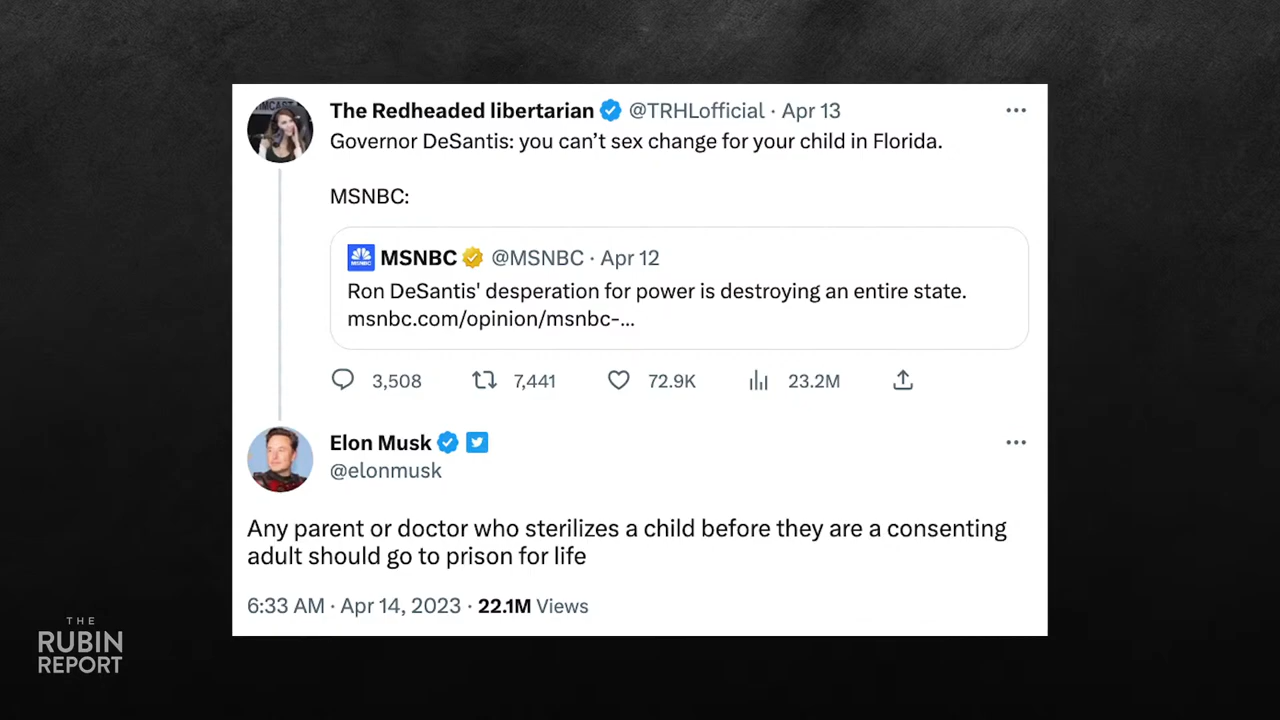 The Redheaded libertarian @TRHLofficial · Apr 13
Governor DeSantis: you can’t sex change for your child in Florida.
MSNBC:
MSNBC @MSNBC · Apr 12
Ron DeSantis' desperation for power is destroying an entire state.
msnbc.com/opinion/msnbc-...
3,508 7,441 72.9K 23.2M
Elon Musk
@elonmusk
Any parent or doctor who sterilizes a child before they are a consenting
adult should go to prison for life
6:33 AM · Apr 14, 2023 · 22.1M Views
THE
RUBIN
REPORT